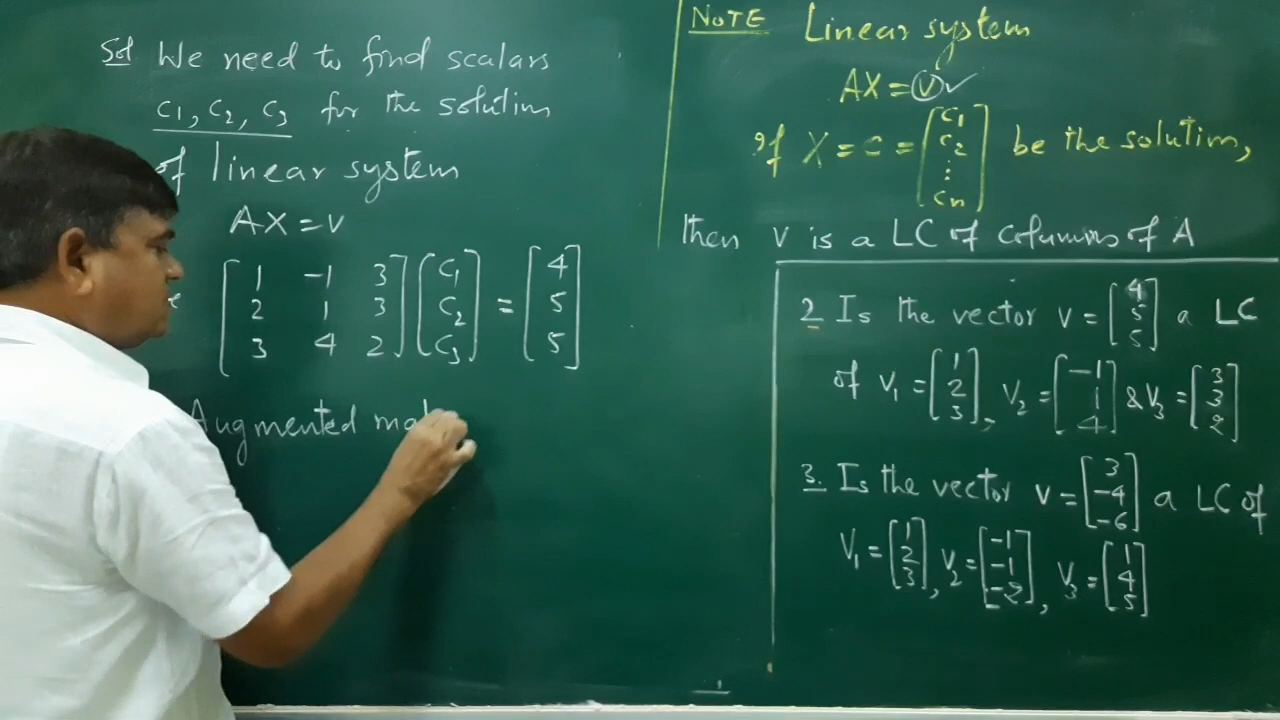 Sol We need to find scalars
C1, C2, C3 for the solution
of linear system
AX = V
[1 -1 3] [C1] = [4]
[2 1 3] [C2] [5]
[3 4 2] [C3] [5]
Augmented mat
NOTE Linear system
AX = V ✓
if X = C = [C1 C2 ⋮ Cn] be the solution,
then V is a LC of columns of A
2 Is the vector V = [4 5 5] a LC
of V1 = [1 2 3], V2 = [-1 1 4] & V3 = [3 3 2]
3. Is the vector V = [3 -4 -6] a LC of
V1 = [1 2 3], V2 = [-1 -1 -2], V3 = [1 4 5]